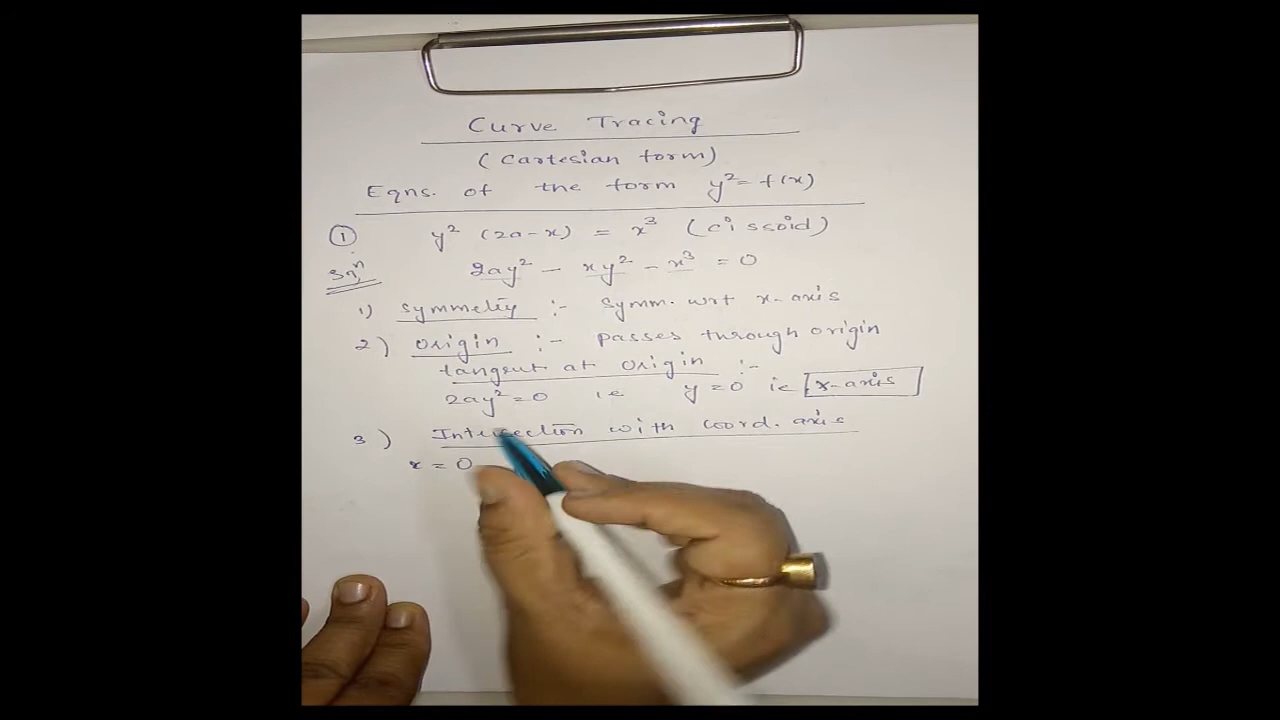 Curve Tracing
(Cartesian form)
Eqns. of the form y² = f(x)
① y² (2a-x) = x³ (cissoid)
Solⁿ 2ay² - xy² - x³ = 0
1) Symmetry :- Symm. wrt x-axis
2) Origin :- Passes through origin
tangent at origin :-
2ay² = 0 ie y = 0 ie x-axis
3) Intersection with coord. axis
x = 0